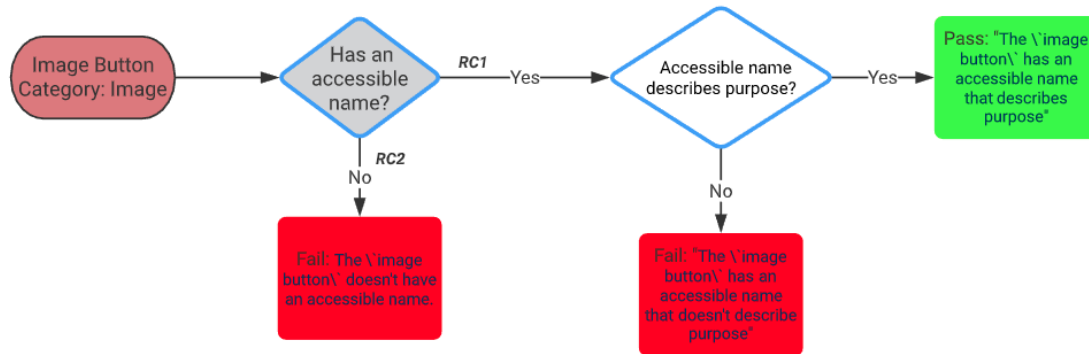 Image Button
Category: Image
Has an
accessible
name?
RC1
Yes
Accessible name
describes purpose?
Yes
Pass: "The \`image
button\` has an
accessible name
that describes
purpose"
RC2
No
Fail: The \`image
button\` doesn't have
an accessible name.
No
Fail: "The \`image
button\` has an
accessible name
that doesn't describe
purpose"